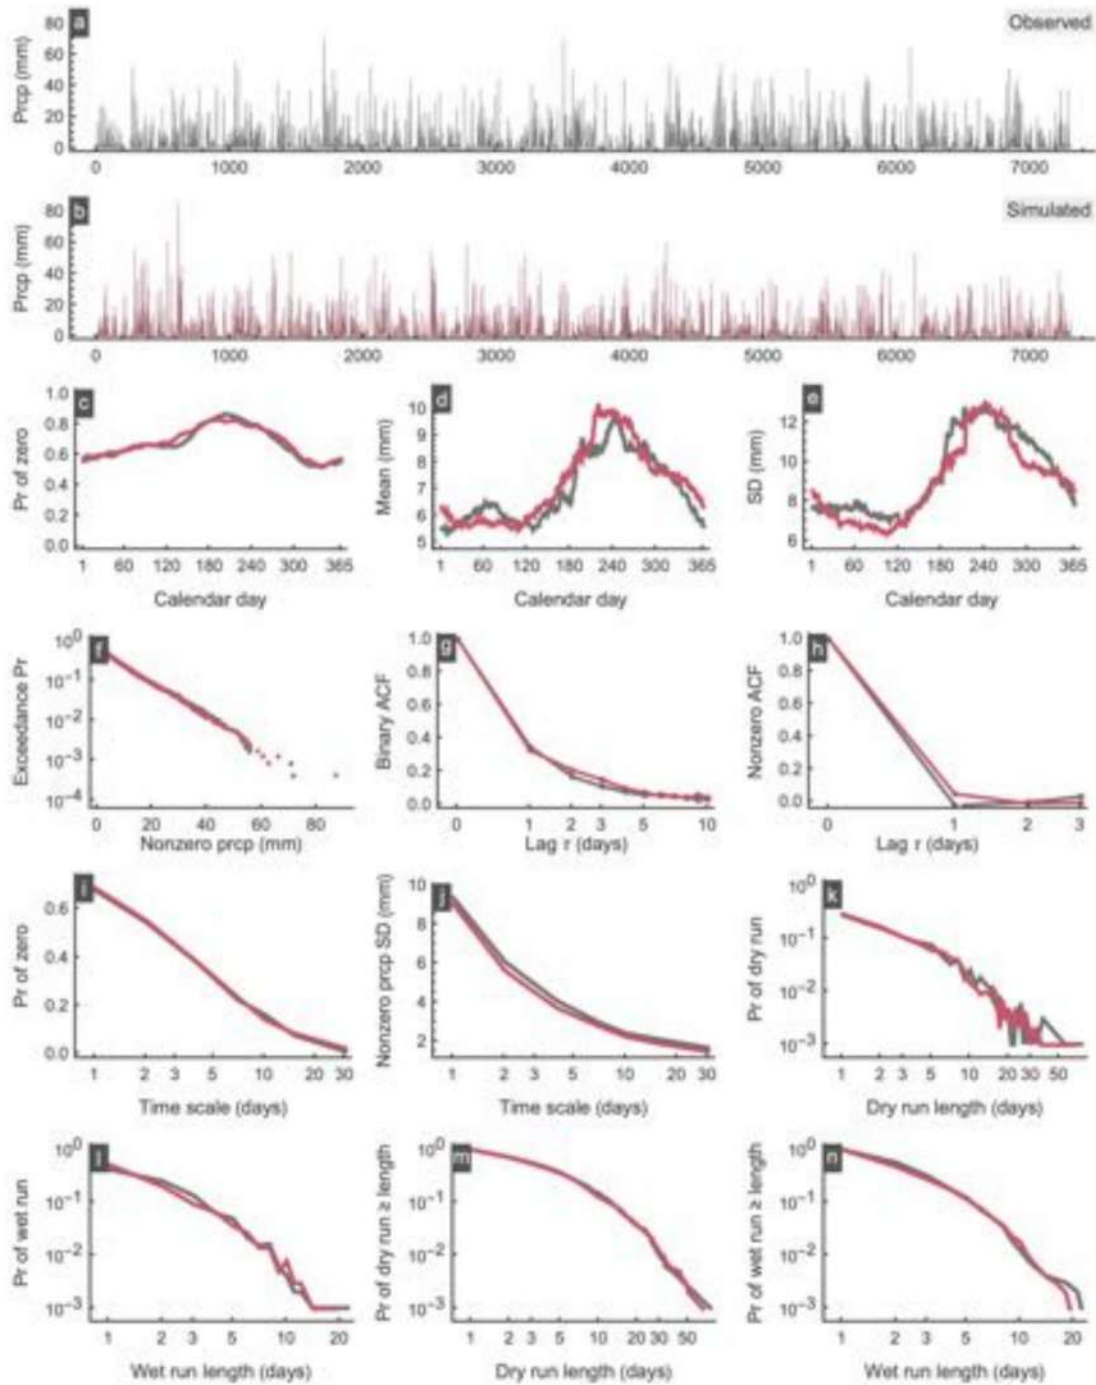 a
Observed
Prcp (mm)
80
60
40
20
0
0 1000 2000 3000 4000 5000 6000 7000
b
Simulated
Prcp (mm)
80
60
40
20
0
0 1000 2000 3000 4000 5000 6000 7000
c
Pr of zero
1.0
0.8
0.6
0.4
0.2
0.0
1 60 120 180 240 300 365
Calendar day
d
Mean (mm)
10
9
8
7
6
5
1 60 120 180 240 300 365
Calendar day
e
SD (mm)
12
10
8
6
1 60 120 180 240 300 365
Calendar day
f
Exceedance Pr
10⁰
10⁻¹
10⁻²
10⁻³
10⁻⁴
0 20 40 60 80
Nonzero prcp (mm)
g
Binary ACF
1.0
0.8
0.6
0.4
0.2
0.0
0 1 2 3 5 10
Lag τ (days)
h
Nonzero ACF
1.0
0.8
0.6
0.4
0.2
0.0
0 1 2 3
Lag τ (days)
i
Pr of zero
0.6
0.4
0.2
0.0
1 2 3 5 10 20 30
Time scale (days)
j
Nonzero prcp SD (mm)
10
8
6
4
2
1 2 3 5 10 20 30
Time scale (days)
k
Pr of dry run
10⁰
10⁻¹
10⁻²
10⁻³
1 2 3 5 10 20 30 50
Dry run length (days)
l
Pr of wet run
10⁰
10⁻¹
10⁻²
10⁻³
1 2 3 5 10 20
Wet run length (days)
m
Pr of dry run ≥ length
10⁰
10⁻¹
10⁻²
10⁻³
1 2 3 5 10 20 30 50
Dry run length (days)
n
Pr of wet run ≥ length
10⁰
10⁻¹
10⁻²
10⁻³
1 2 3 5 10 20
Wet run length (days)